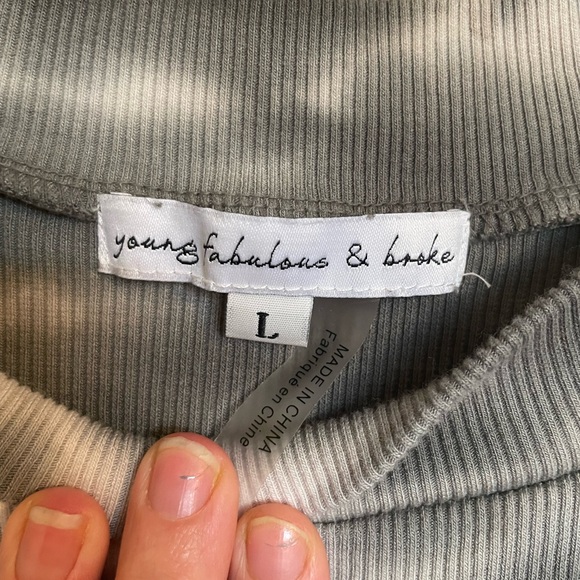 young fabulous & broke
L
MADE IN CHINA
Fabriqué en Chine